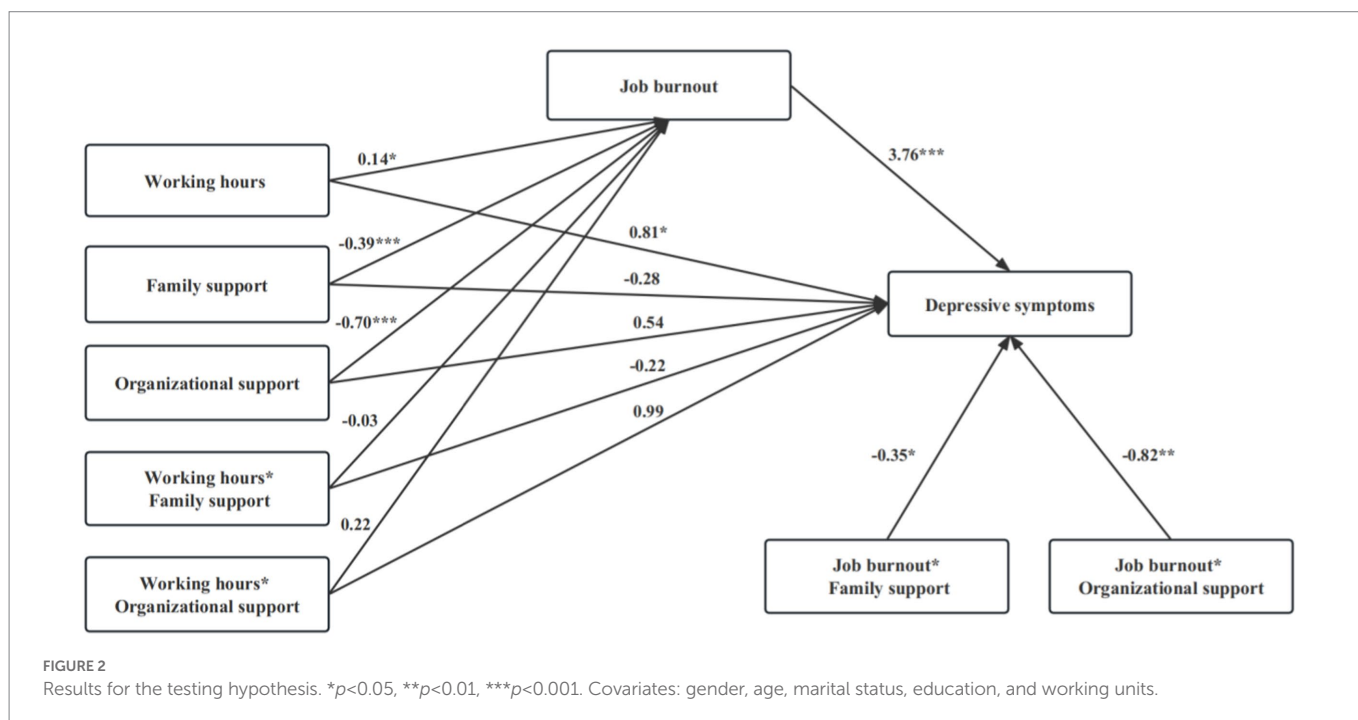 Job burnout
Working hours
0.14*
3.76***
0.81*
-0.39***
Family support
-0.28
Depressive symptoms
-0.70***
0.54
Organizational support
-0.22
-0.03
0.99
Working hours*
Family support
-0.35*
-0.82**
0.22
Working hours*
Organizational support
Job burnout*
Family support
Job burnout*
Organizational support
FIGURE 2
Results for the testing hypothesis. *p<0.05, **p<0.01, ***p<0.001. Covariates: gender, age, marital status, education, and working units.